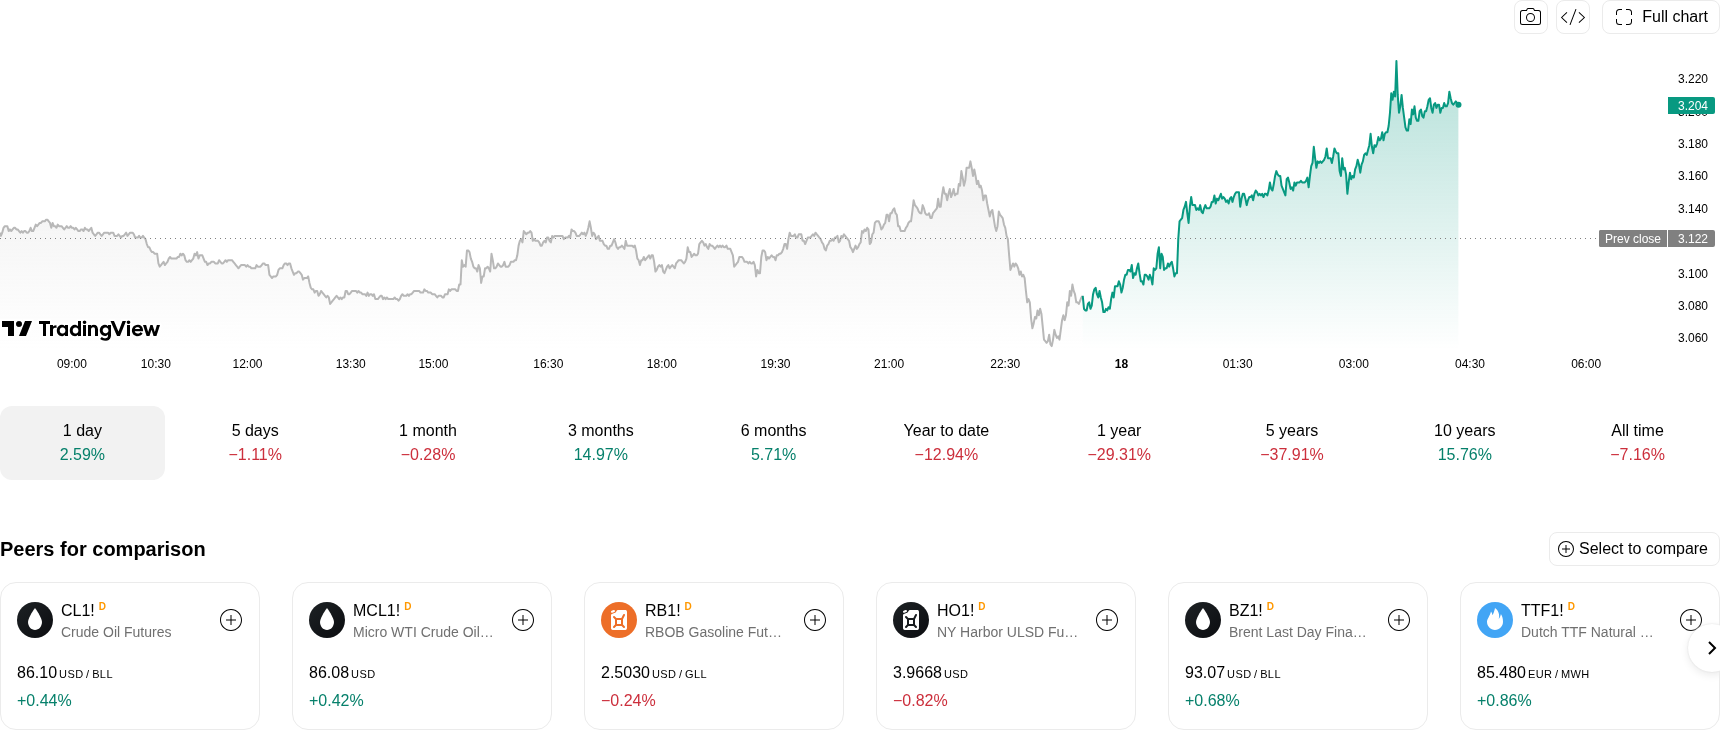 Full chart
3.220
3.204
3.180
3.160
3.140
Prev close 3.122
3.100
3.080
3.060
TradingView
09:00 10:30 12:00 13:30 15:00 16:30 18:00 19:30 21:00 22:30 18 01:30 03:00 04:30 06:00
1 day 5 days 1 month 3 months 6 months Year to date 1 year 5 years 10 years All time
2.59% −1.11% −0.28% 14.97% 5.71% −12.94% −29.31% −37.91% 15.76% −7.16%
Peers for comparison
Select to compare
CL1! D
Crude Oil Futures
86.10 USD / BLL
+0.44%
MCL1! D
Micro WTI Crude Oil…
86.08 USD
+0.42%
RB1! D
RBOB Gasoline Fut…
2.5030 USD / GLL
−0.24%
HO1! D
NY Harbor ULSD Fu…
3.9668 USD
−0.82%
BZ1! D
Brent Last Day Fina…
93.07 USD / BLL
+0.68%
TTF1! D
Dutch TTF Natural …
85.480 EUR / MWH
+0.86%